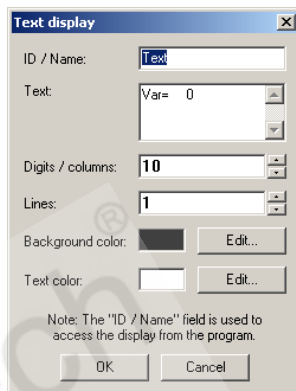 Text display
ID / Name: Text
Text: Var= 0
Digits / columns: 10
Lines: 1
Background color: Edit...
Text color: Edit...
Note: The "ID / Name" field is used to
access the display from the program.
OK Cancel